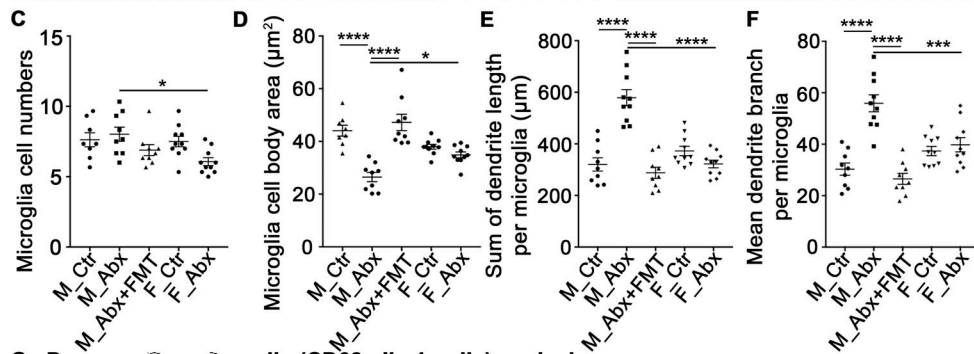 C
Microglia cell numbers
15
10
5
0
*
M_Ctr
M_Abx
M_Abx+FMT
F_Ctr
F_Abx
D
Microglia cell body area (µm²)
80
60
40
20
0
****
****
*
M_Ctr
M_Abx
M_Abx+FMT
F_Ctr
F_Abx
E
Sum of dendrite length
per microglia (µm)
800
600
400
200
0
****
****
****
M_Ctr
M_Abx
M_Abx+FMT
F_Ctr
F_Abx
F
Mean dendrite branch
per microglia
80
60
40
20
0
****
****
***
M_Ctr
M_Abx
M_Abx+FMT
F_Ctr
F_Abx